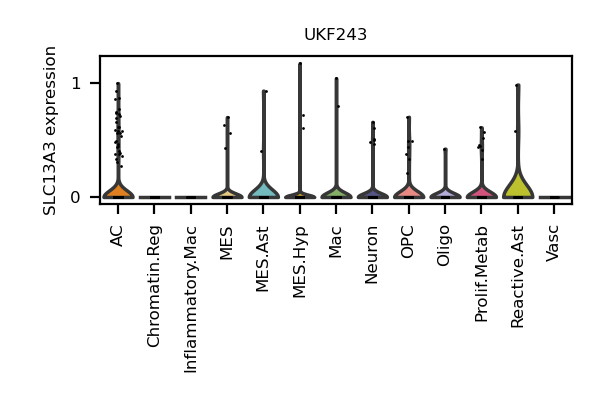 UKF243
SLC13A3 expression
1
0
AC
Chromatin.Reg
Inflammatory.Mac
MES
MES.Ast
MES.Hyp
Mac
Neuron
OPC
Oligo
Prolif.Metab
Reactive.Ast
Vasc